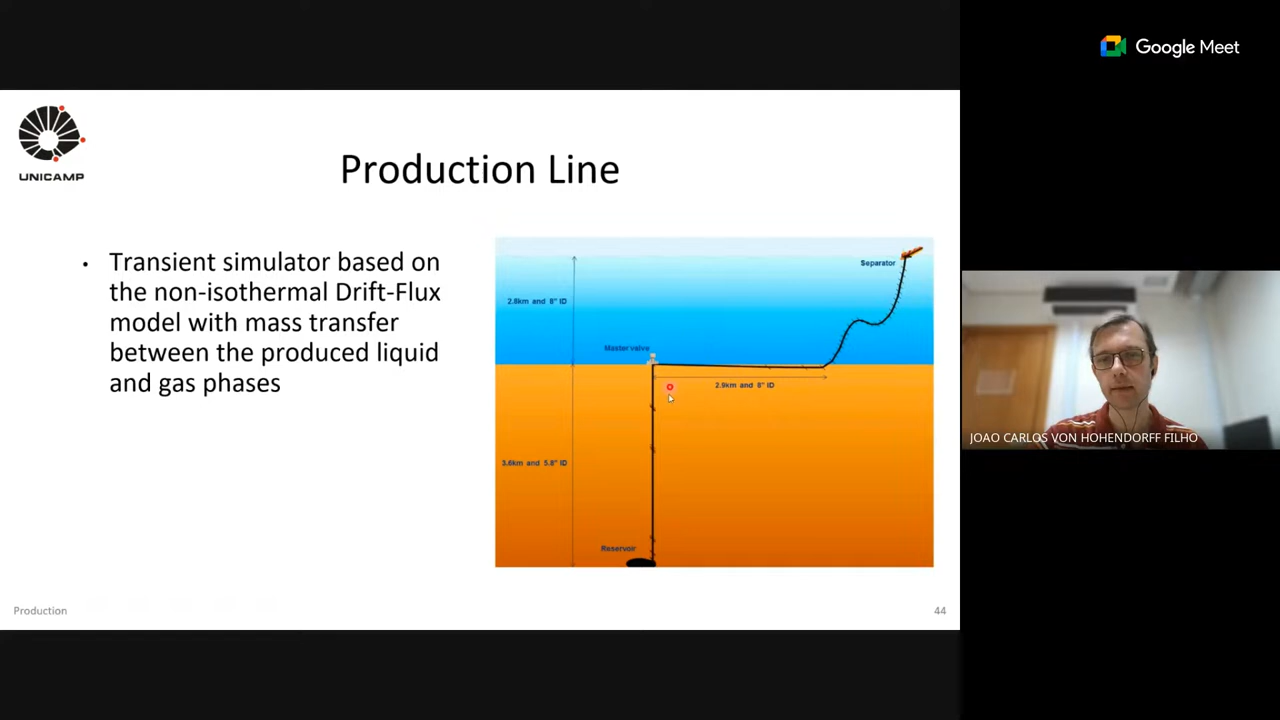 Google Meet
UNICAMP
Production Line
• Transient simulator based on
the non-isothermal Drift-Flux
model with mass transfer
between the produced liquid
and gas phases
Separator
2.8km and 8" ID
Master valve
2.9km and 8" ID
3.6km and 5.8" ID
Reservoir
JOAO CARLOS VON HOHENDORFF FILHO
Production
44